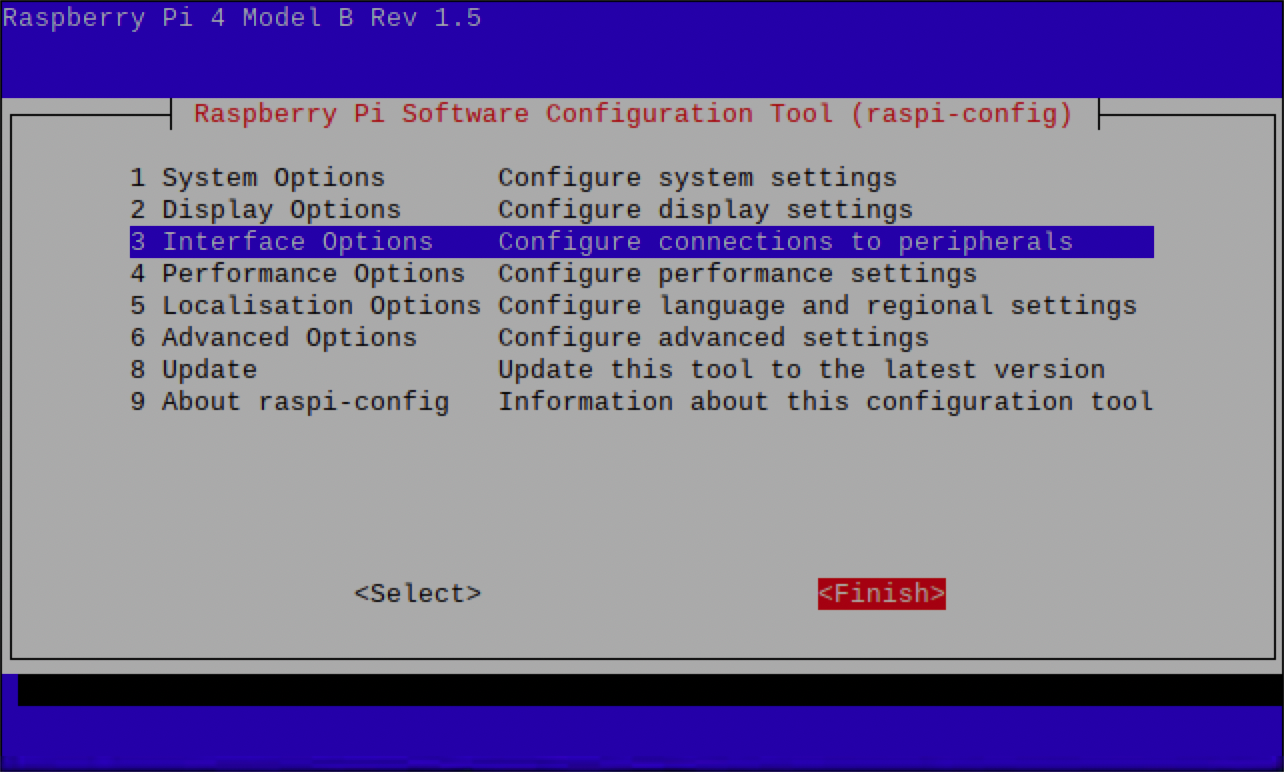 Raspberry Pi 4 Model B Rev 1.5
Raspberry Pi Software Configuration Tool (raspi-config)
1 System Options Configure system settings
2 Display Options Configure display settings
3 Interface Options Configure connections to peripherals
4 Performance Options Configure performance settings
5 Localisation Options Configure language and regional settings
6 Advanced Options Configure advanced settings
8 Update Update this tool to the latest version
9 About raspi-config Information about this configuration tool
<Select> <Finish>